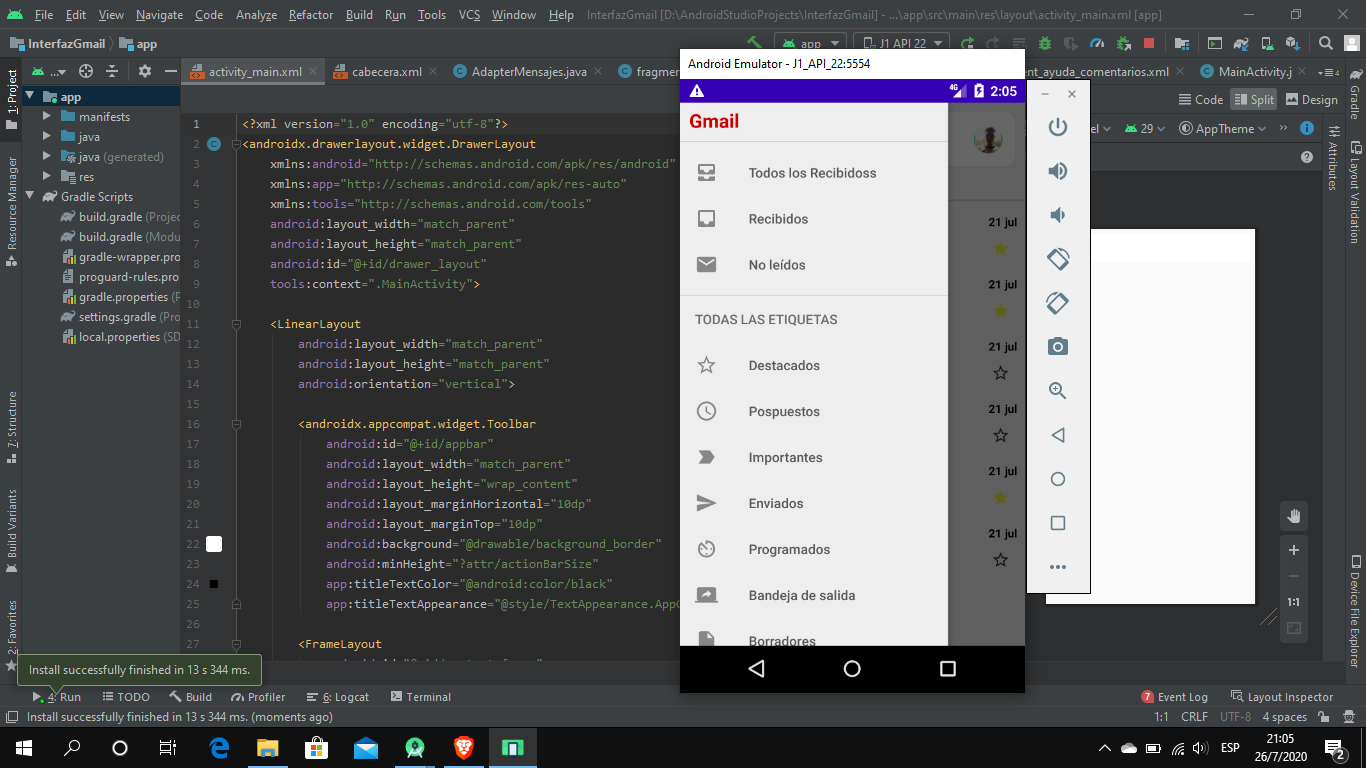 File Edit View Navigate Code Analyze Refactor Build Run Tools VCS Window Help InterfazGmail [D:\AndroidStudioProjects\InterfazGmail] - ...\app\src\main\res\layout\activity_main.xml [app]
InterfazGmail app
app J1 API 22
Android Emulator - J1_API_22:5554
activity_main.xml cabecera.xml AdapterMensajes.java fragmen
ent_ayuda_comentarios.xml MainActivity.j
Code Split Design
29 AppTheme
1: Project
Resource Manager
7: Structure
Build Variants
2: Favorites
app
manifests
java
java (generated)
res
Gradle Scripts
build.gradle (Projec
build.gradle (Modu
gradle-wrapper.pro
proguard-rules.pro
gradle.properties (P
settings.gradle (Pro
local.properties (SD
1 <?xml version="1.0" encoding="utf-8"?>
2 <androidx.drawerlayout.widget.DrawerLayout
3 xmlns:android="http://schemas.android.com/apk/res/android"
4 xmlns:app="http://schemas.android.com/apk/res-auto"
5 xmlns:tools="http://schemas.android.com/tools"
6 android:layout_width="match_parent"
7 android:layout_height="match_parent"
8 android:id="@+id/drawer_layout"
9 tools:context=".MainActivity">
10
11 <LinearLayout
12 android:layout_width="match_parent"
13 android:layout_height="match_parent"
14 android:orientation="vertical">
15
16 <androidx.appcompat.widget.Toolbar
17 android:id="@+id/appbar"
18 android:layout_width="match_parent"
19 android:layout_height="wrap_content"
20 android:layout_marginHorizontal="10dp"
21 android:layout_marginTop="10dp"
22 android:background="@drawable/background_border"
23 android:minHeight="?attr/actionBarSize"
24 app:titleTextColor="@android:color/black"
25 app:titleTextAppearance="@style/TextAppearance.AppC
26
27 <FrameLayout
4G 2:05
Gmail
Todos los Recibidoss
Recibidos
No leídos
TODAS LAS ETIQUETAS
Destacados
Pospuestos
Importantes
Enviados
Programados
Bandeja de salida
Borradores
21 jul
21 jul
21 jul
21 jul
21 jul
21 jul
1:1
Gradle
Attributes
Layout Validation
Device File Explorer
Install successfully finished in 13 s 344 ms.
4: Run TODO Build Profiler 6: Logcat Terminal 7 Event Log Layout Inspector
Install successfully finished in 13 s 344 ms. (moments ago) 1:1 CRLF UTF-8 4 spaces
ESP 21:05
26/7/2020 2